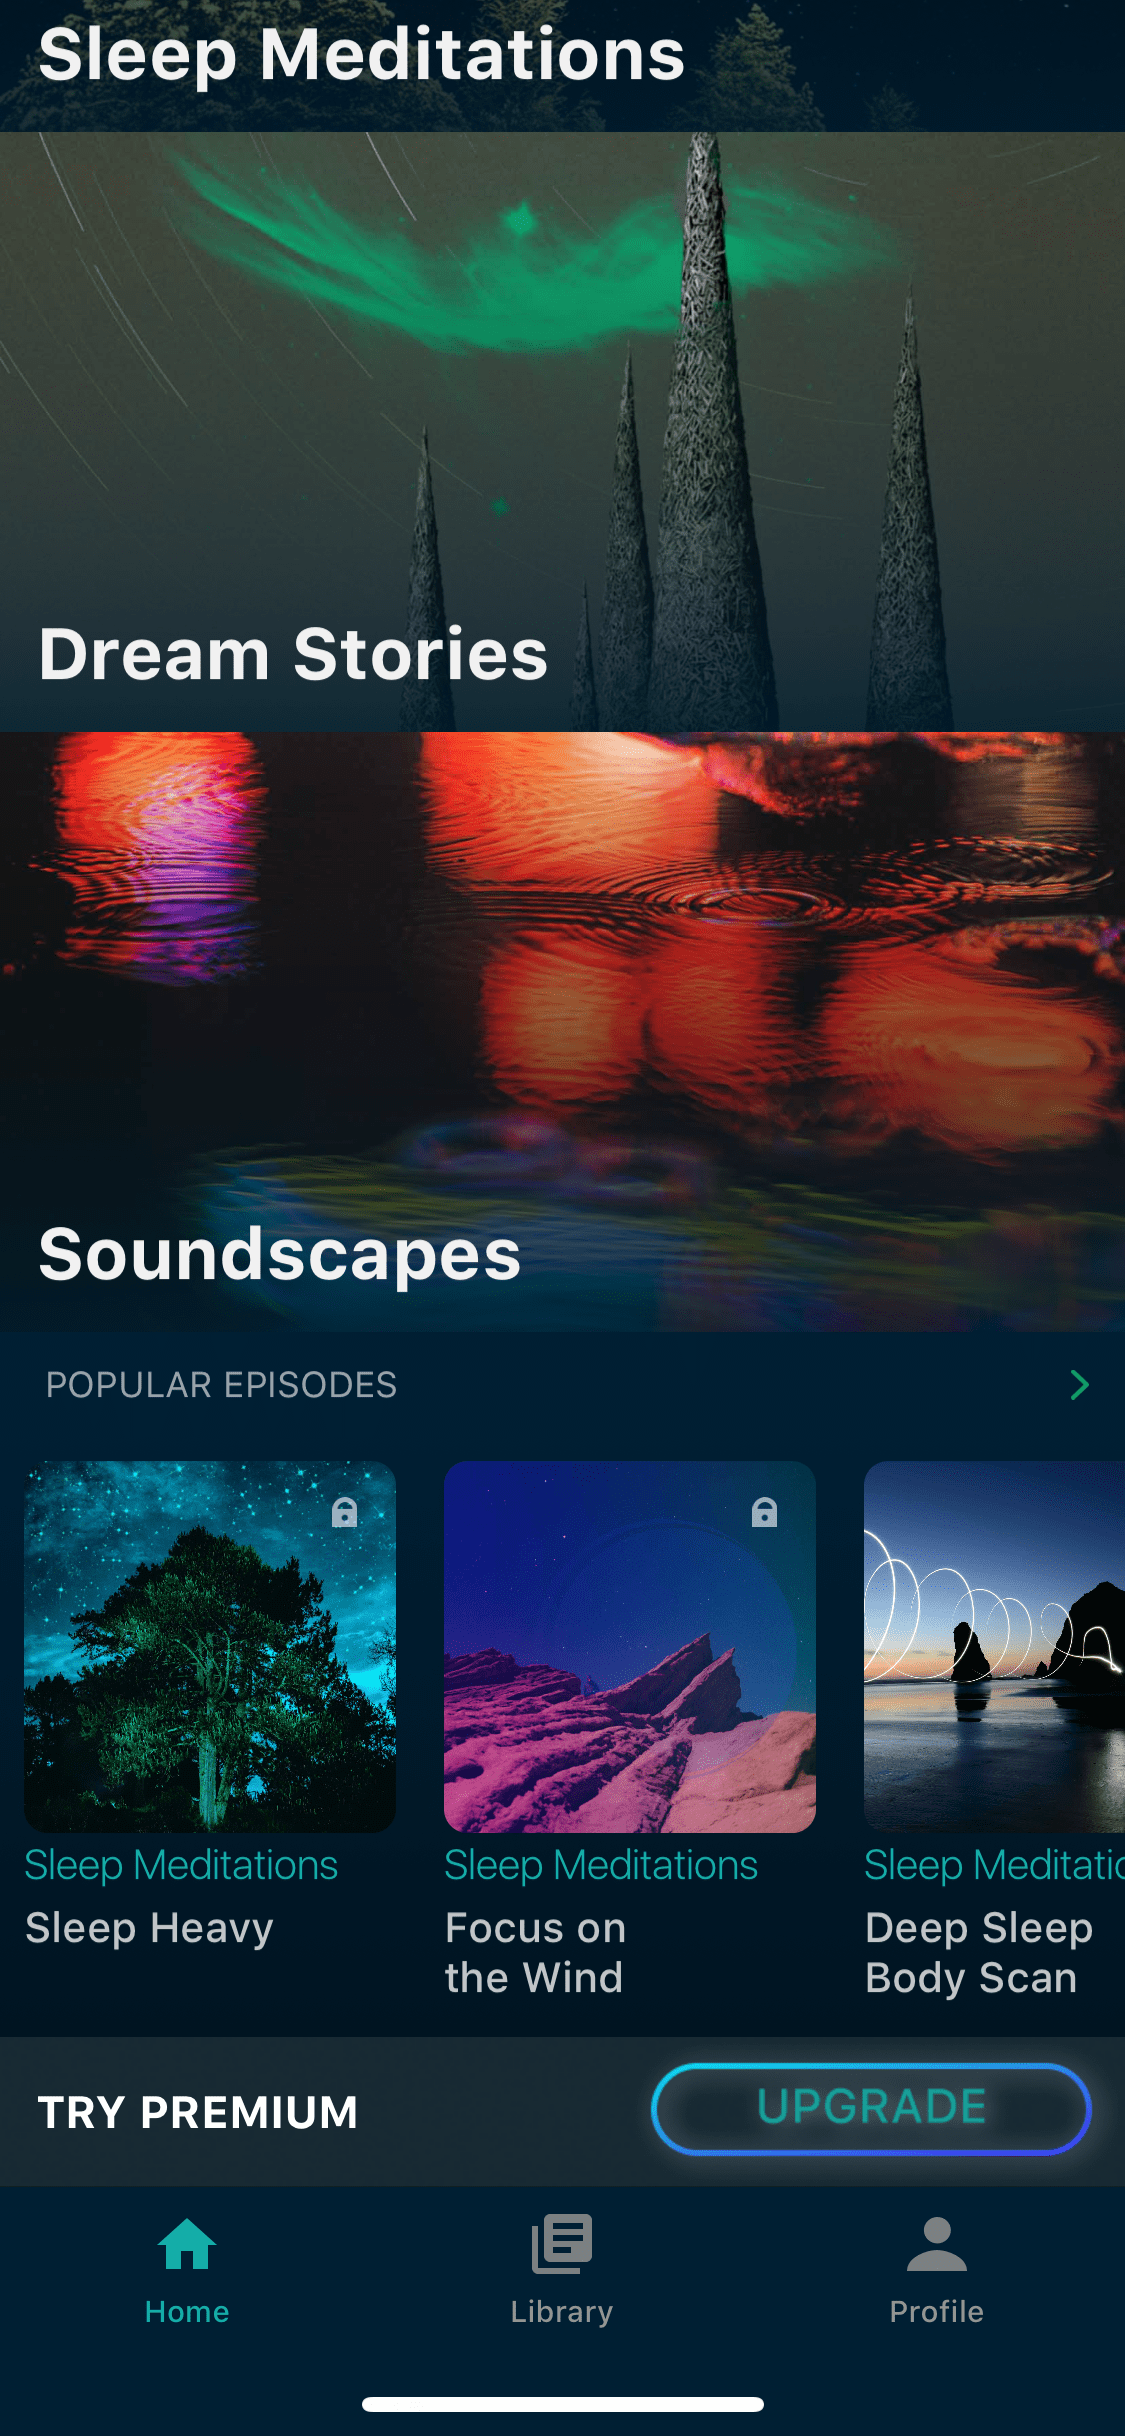 Sleep Meditations
Dream Stories
Soundscapes
POPULAR EPISODES
Sleep Meditations
Sleep Heavy
Sleep Meditations
Focus on
the Wind
Sleep Meditatio
Deep Sleep
Body Scan
TRY PREMIUM
UPGRADE
Home
Library
Profile